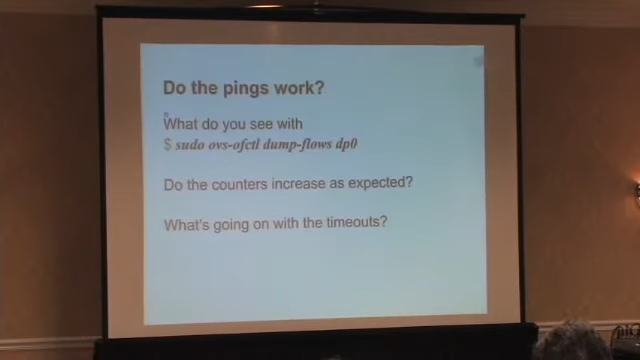 Do the pings work?
What do you see with
$ sudo ovs-ofctl dump-flows dp0
Do the counters increase as expected?
What's going on with the timeouts?